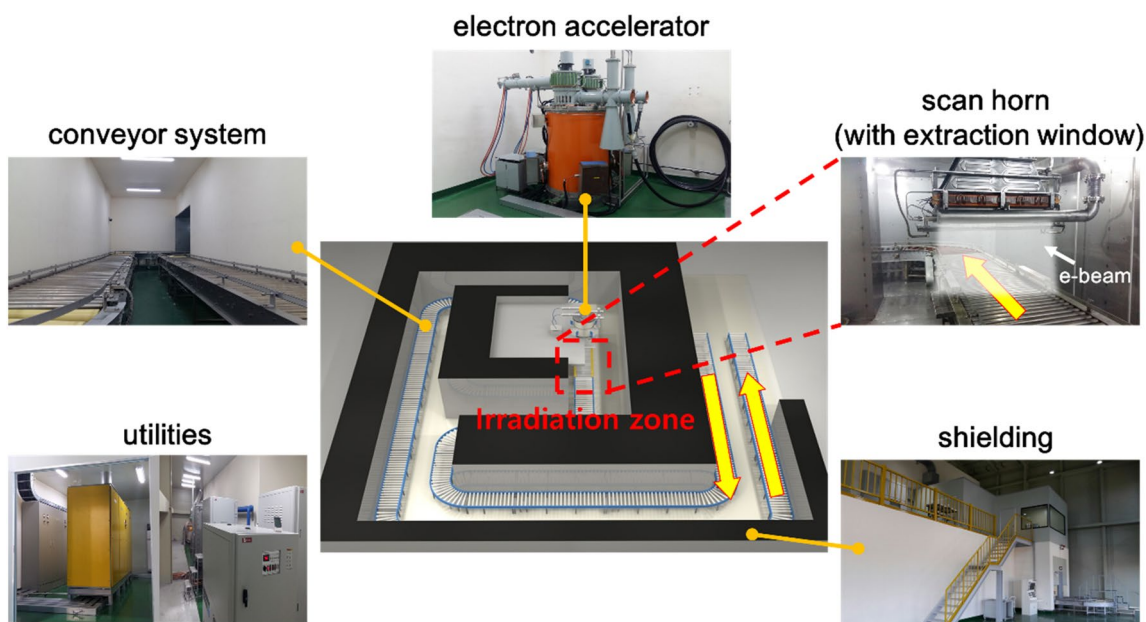 electron accelerator
scan horn
(with extraction window)
conveyor system
e-beam
Irradiation zone
utilities
shielding